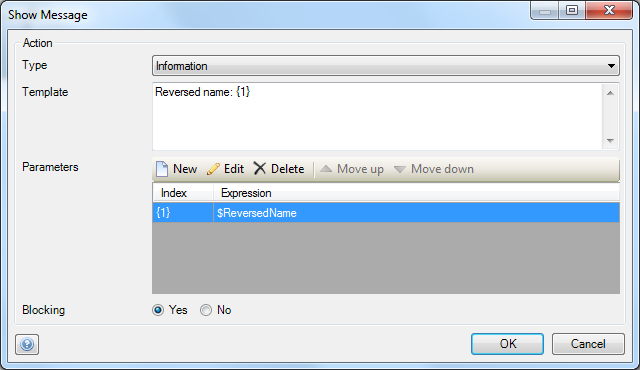 Show Message
Action
Type Information
Template Reversed name: {1}
Parameters New Edit Delete Move up Move down
Index Expression
{1} $ReversedName
Blocking Yes No
? OK Cancel